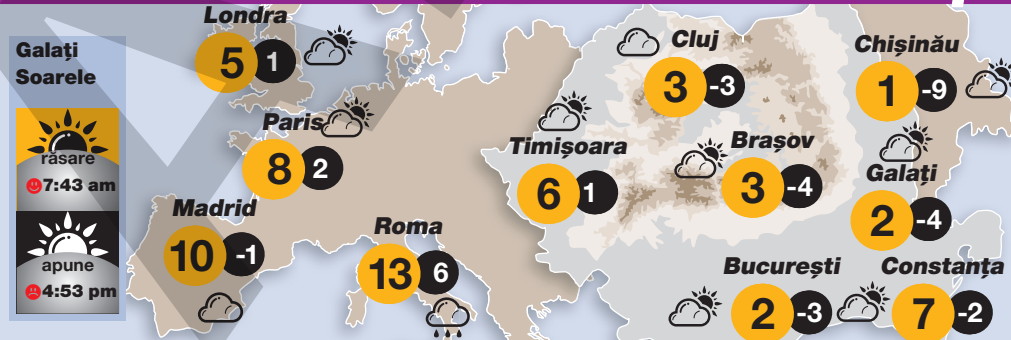 Galați
Soarele
răsare
7:43 am
apune
4:53 pm
Londra
5 1
Paris
8 2
Madrid
10 -1
Roma
13 6
Cluj
3 -3
Timișoara
6 1
Brașov
3 -4
Chișinău
1 -9
Galați
2 -4
București
2 -3
Constanța
7 -2